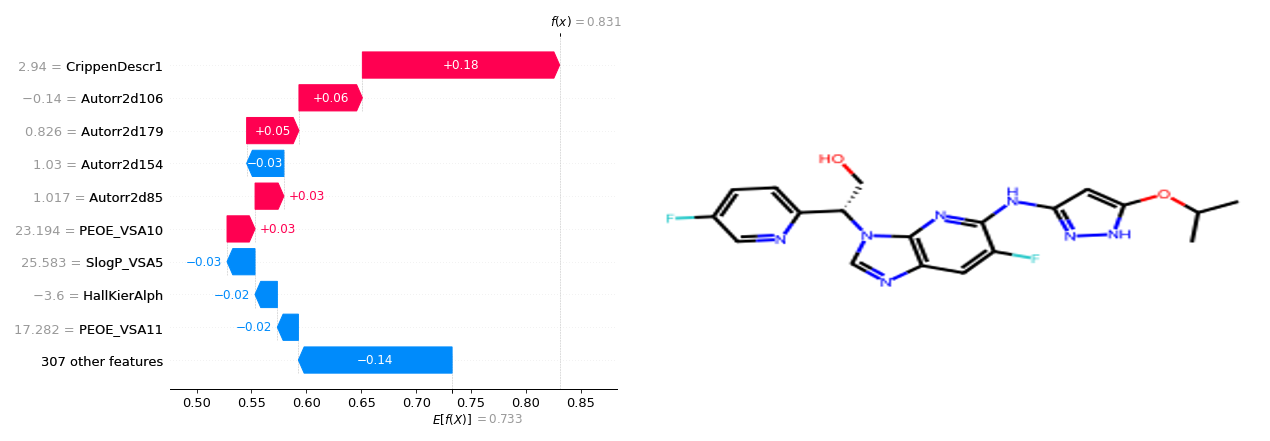 f(x) = 0.831
2.94 = CrippenDescr1
+0.18
−0.14 = Autorr2d106
+0.06
0.826 = Autorr2d179
+0.05
1.03 = Autorr2d154
−0.03
1.017 = Autorr2d85
+0.03
23.194 = PEOE_VSA10
+0.03
25.583 = SlogP_VSA5
−0.03
−3.6 = HallKierAlph
−0.02
17.282 = PEOE_VSA11
−0.02
307 other features
−0.14
0.50 0.55 0.60 0.65 0.70 0.75 0.80 0.85
E[f(X)] = 0.733
HO
F
N
N
N
N
H
N
F
N
NH
O